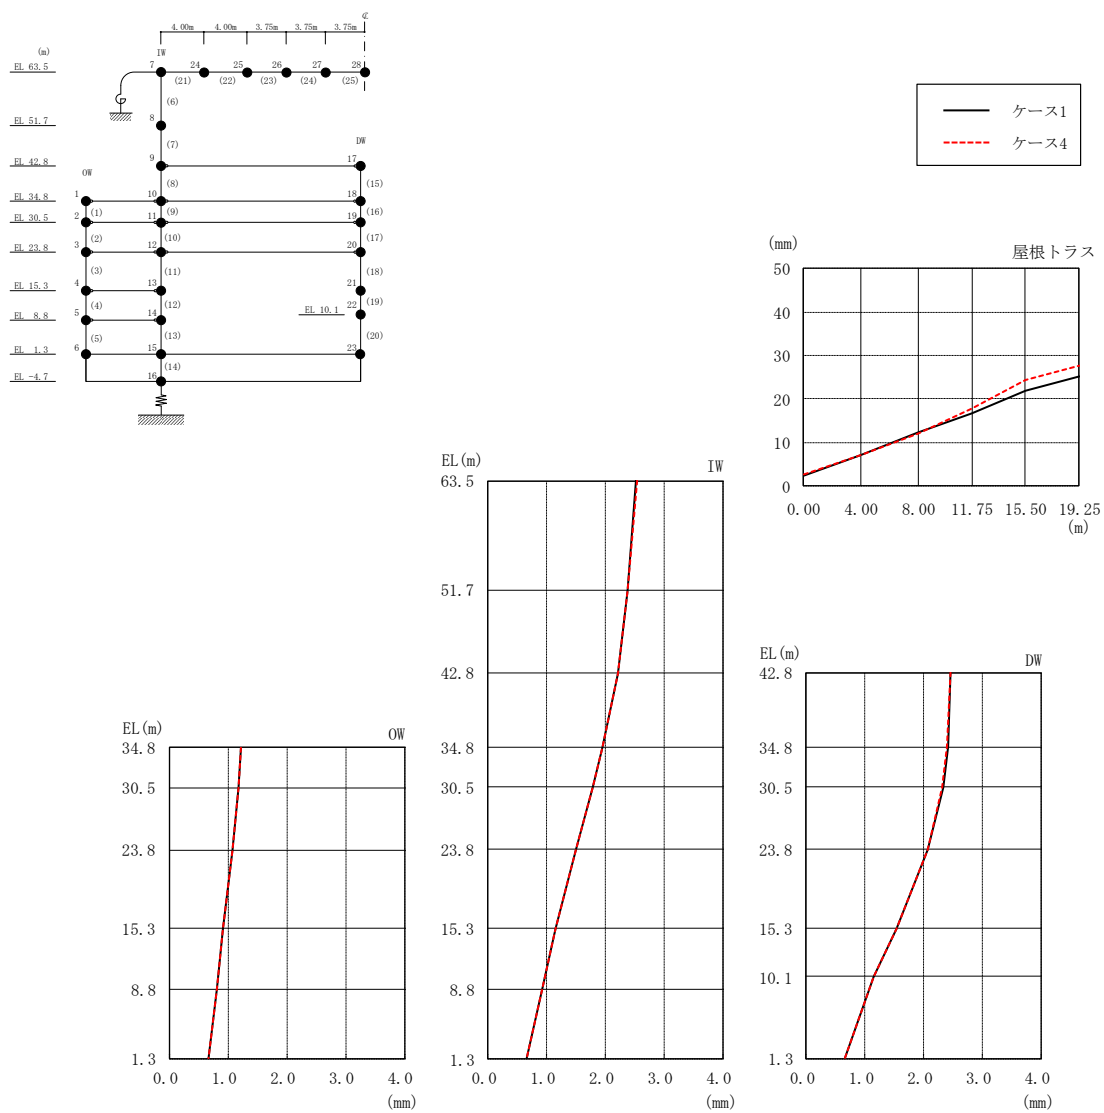 4.00m 4.00m 3.75m 3.75m 3.75m ℄
(m) IW
EL 63.5 7 24 25 26 27 28
(21) (22) (23) (24) (25)
(6)
EL 51.7 8
(7) DW
EL 42.8 9 17
OW (8) (15)
EL 34.8 1 10 18
(1) (9) (16)
EL 30.5 2 11 19
(2) (10) (17)
EL 23.8 3 12 20
(3) (11) (18)
EL 15.3 4 13 21
(4) (12) (19)
EL 10.1 22
EL 8.8 5 14
(5) (13) (20)
EL 1.3 6 15 23
(14)
EL -4.7 16
ケース1
ケース4
(mm) 屋根トラス
50
40
30
20
10
0
0.00 4.00 8.00 11.75 15.50 19.25
(m)
EL(m) IW
63.5
51.7
42.8
34.8
30.5
23.8
15.3
8.8
1.3
0.0 1.0 2.0 3.0 4.0
(mm)
EL(m) DW
42.8
34.8
30.5
23.8
15.3
10.1
1.3
0.0 1.0 2.0 3.0 4.0
(mm)
EL(m) OW
34.8
30.5
23.8
15.3
8.8
1.3
0.0 1.0 2.0 3.0 4.0
(mm)